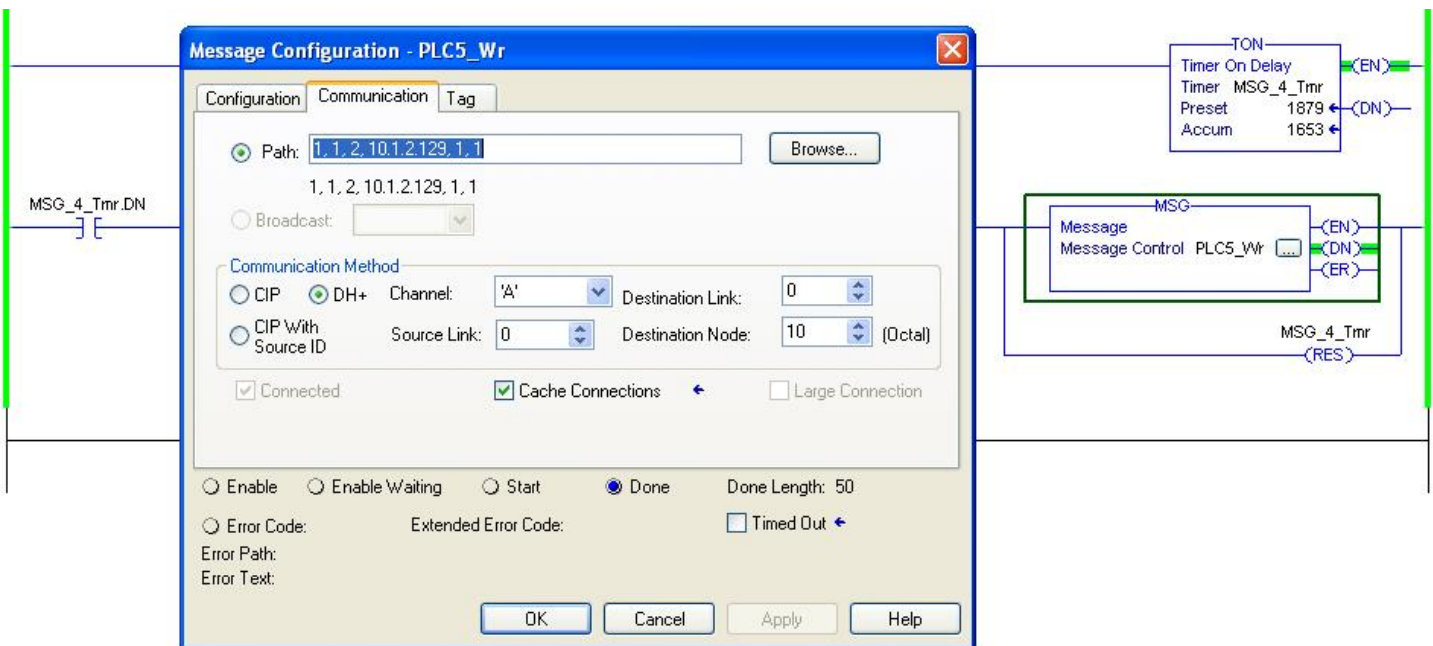 Message Configuration - PLC5_Wr
Configuration Communication Tag
Path: 1, 1, 2, 10.1.2.129, 1, 1 Browse...
1, 1, 2, 10.1.2.129, 1, 1
Broadcast:
Communication Method
CIP DH+ Channel: 'A' Destination Link: 0
CIP With
Source ID
Source Link: 0 Destination Node: 10 (Octal)
Connected Cache Connections Large Connection
Enable Enable Waiting Start Done Done Length: 50
Error Code: Extended Error Code: Timed Out
Error Path:
Error Text:
OK Cancel Apply Help
TON
Timer On Delay (EN)
Timer MSG_4_Tmr
Preset 1879 (DN)
Accum 1653
MSG_4_Tmr.DN
MSG
Message (EN)
Message Control PLC5_Wr ... (DN)
(ER)
MSG_4_Tmr
(RES)